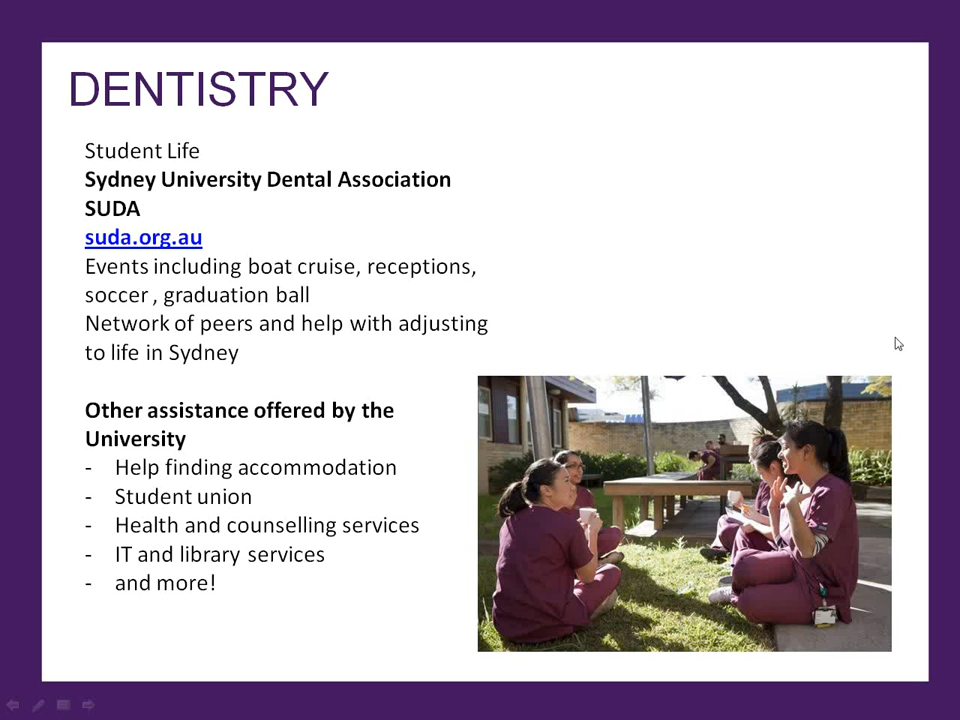 DENTISTRY
Student Life
Sydney University Dental Association
SUDA
suda.org.au
Events including boat cruise, receptions,
soccer , graduation ball
Network of peers and help with adjusting
to life in Sydney
Other assistance offered by the
University
- Help finding accommodation
- Student union
- Health and counselling services
- IT and library services
- and more!